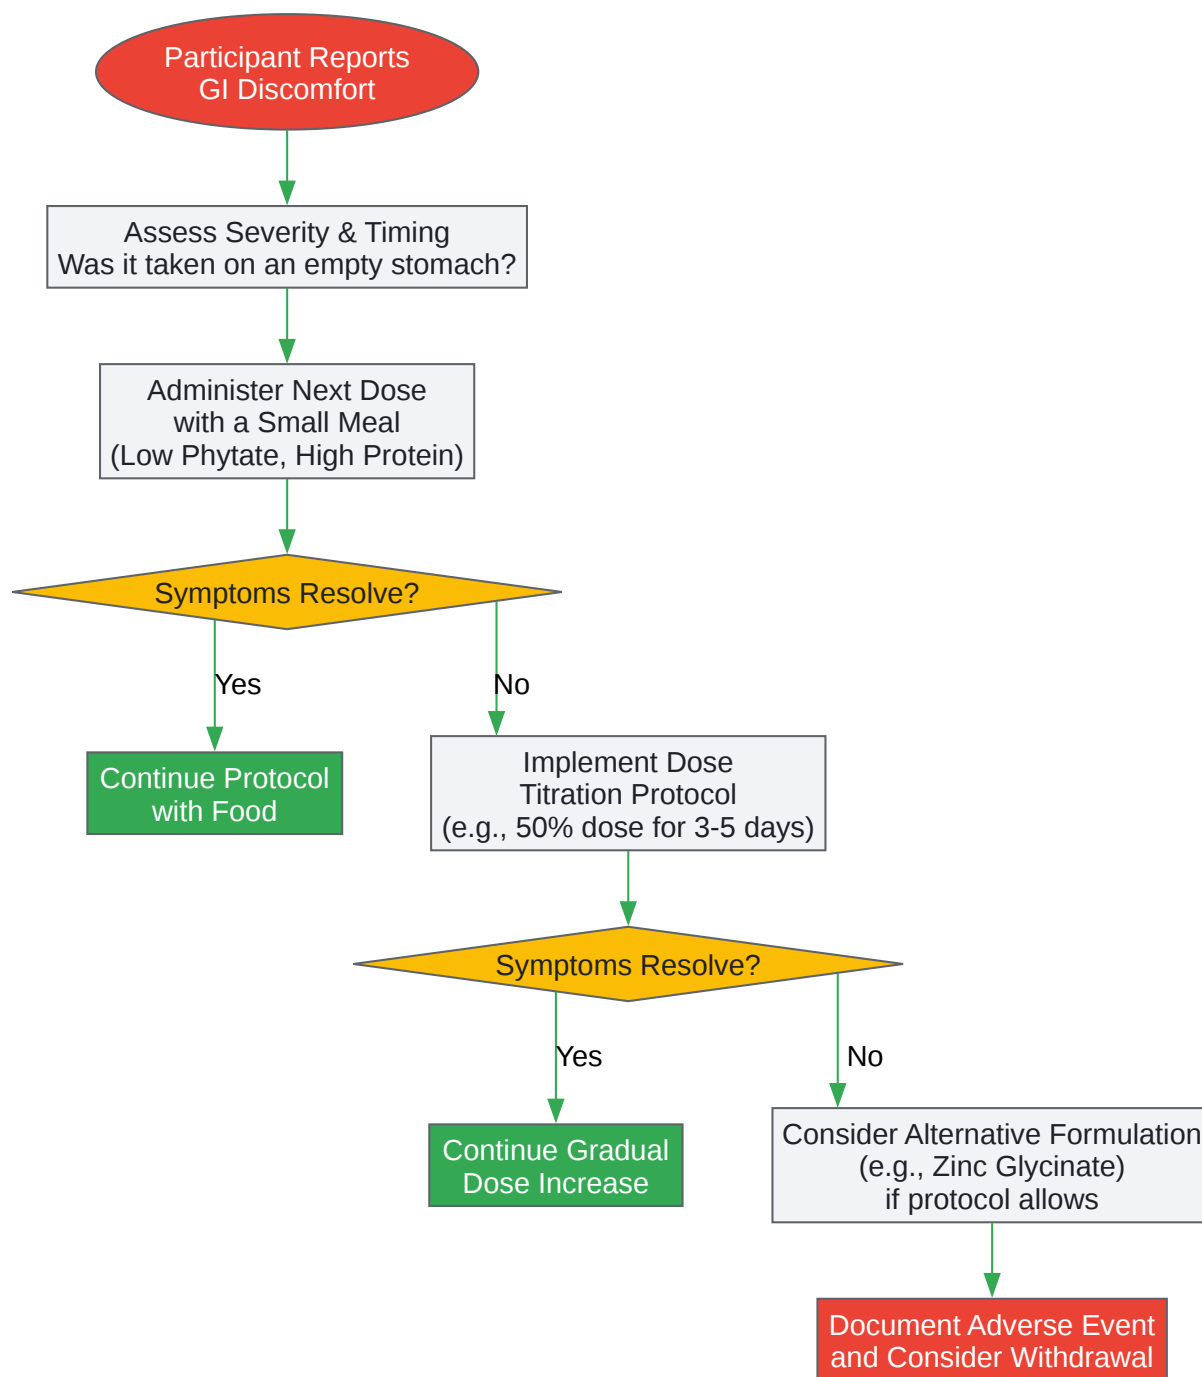 Participant Reports
GI Discomfort
Assess Severity & Timing
Was it taken on an empty stomach?
Administer Next Dose
with a Small Meal
(Low Phytate, High Protein)
Symptoms Resolve?
Yes
No
Continue Protocol
with Food
Implement Dose
Titration Protocol
(e.g., 50% dose for 3-5 days)
Symptoms Resolve?
Yes
No
Continue Gradual
Dose Increase
Consider Alternative Formulation
(e.g., Zinc Glycinate)
if protocol allows
Document Adverse Event
and Consider Withdrawal